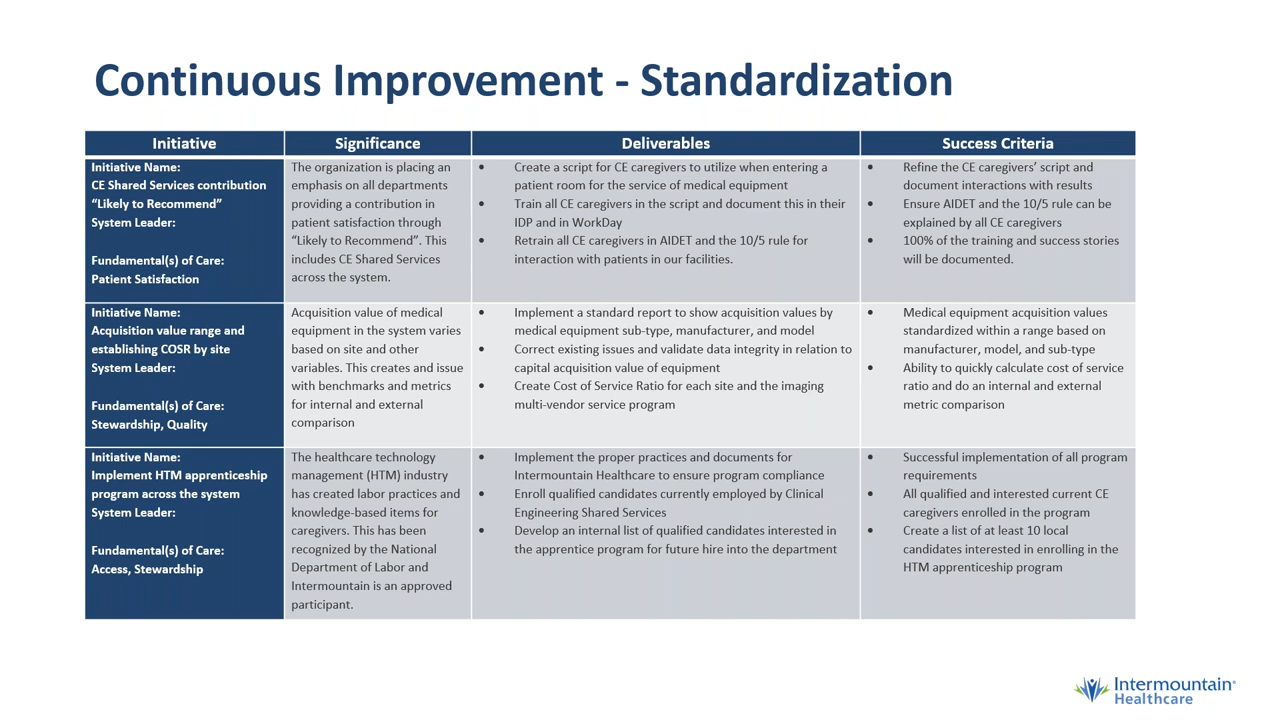 Continuous Improvement - Standardization
Initiative
Significance
Deliverables
Success Criteria
Initiative Name:
CE Shared Services contribution
“Likely to Recommend”
System Leader:
Fundamental(s) of Care:
Patient Satisfaction
The organization is placing an
emphasis on all departments
providing a contribution in
patient satisfaction through
“Likely to Recommend”. This
includes CE Shared Services
across the system.
• Create a script for CE caregivers to utilize when entering a
patient room for the service of medical equipment
• Train all CE caregivers in the script and document this in their
IDP and in WorkDay
• Retrain all CE caregivers in AIDET and the 10/5 rule for
interaction with patients in our facilities.
• Refine the CE caregivers’ script and
document interactions with results
• Ensure AIDET and the 10/5 rule can be
explained by all CE caregivers
• 100% of the training and success stories
will be documented.
Initiative Name:
Acquisition value range and
establishing COSR by site
System Leader:
Fundamental(s) of Care:
Stewardship, Quality
Acquisition value of medical
equipment in the system varies
based on site and other
variables. This creates and issue
with benchmarks and metrics
for internal and external
comparison
• Implement a standard report to show acquisition values by
medical equipment sub-type, manufacturer, and model
• Correct existing issues and validate data integrity in relation to
capital acquisition value of equipment
• Create Cost of Service Ratio for each site and the imaging
multi-vendor service program
• Medical equipment acquisition values
standardized within a range based on
manufacturer, model, and sub-type
• Ability to quickly calculate cost of service
ratio and do an internal and external
metric comparison
Initiative Name:
Implement HTM apprenticeship
program across the system
System Leader:
Fundamental(s) of Care:
Access, Stewardship
The healthcare technology
management (HTM) industry
has created labor practices and
knowledge-based items for
caregivers. This has been
recognized by the National
Department of Labor and
Intermountain is an approved
participant.
• Implement the proper practices and documents for
Intermountain Healthcare to ensure program compliance
• Enroll qualified candidates currently employed by Clinical
Engineering Shared Services
• Develop an internal list of qualified candidates interested in
the apprentice program for future hire into the department
• Successful implementation of all program
requirements
• All qualified and interested current CE
caregivers enrolled in the program
• Create a list of at least 10 local
candidates interested in enrolling in the
HTM apprenticeship program
Intermountain®
Healthcare